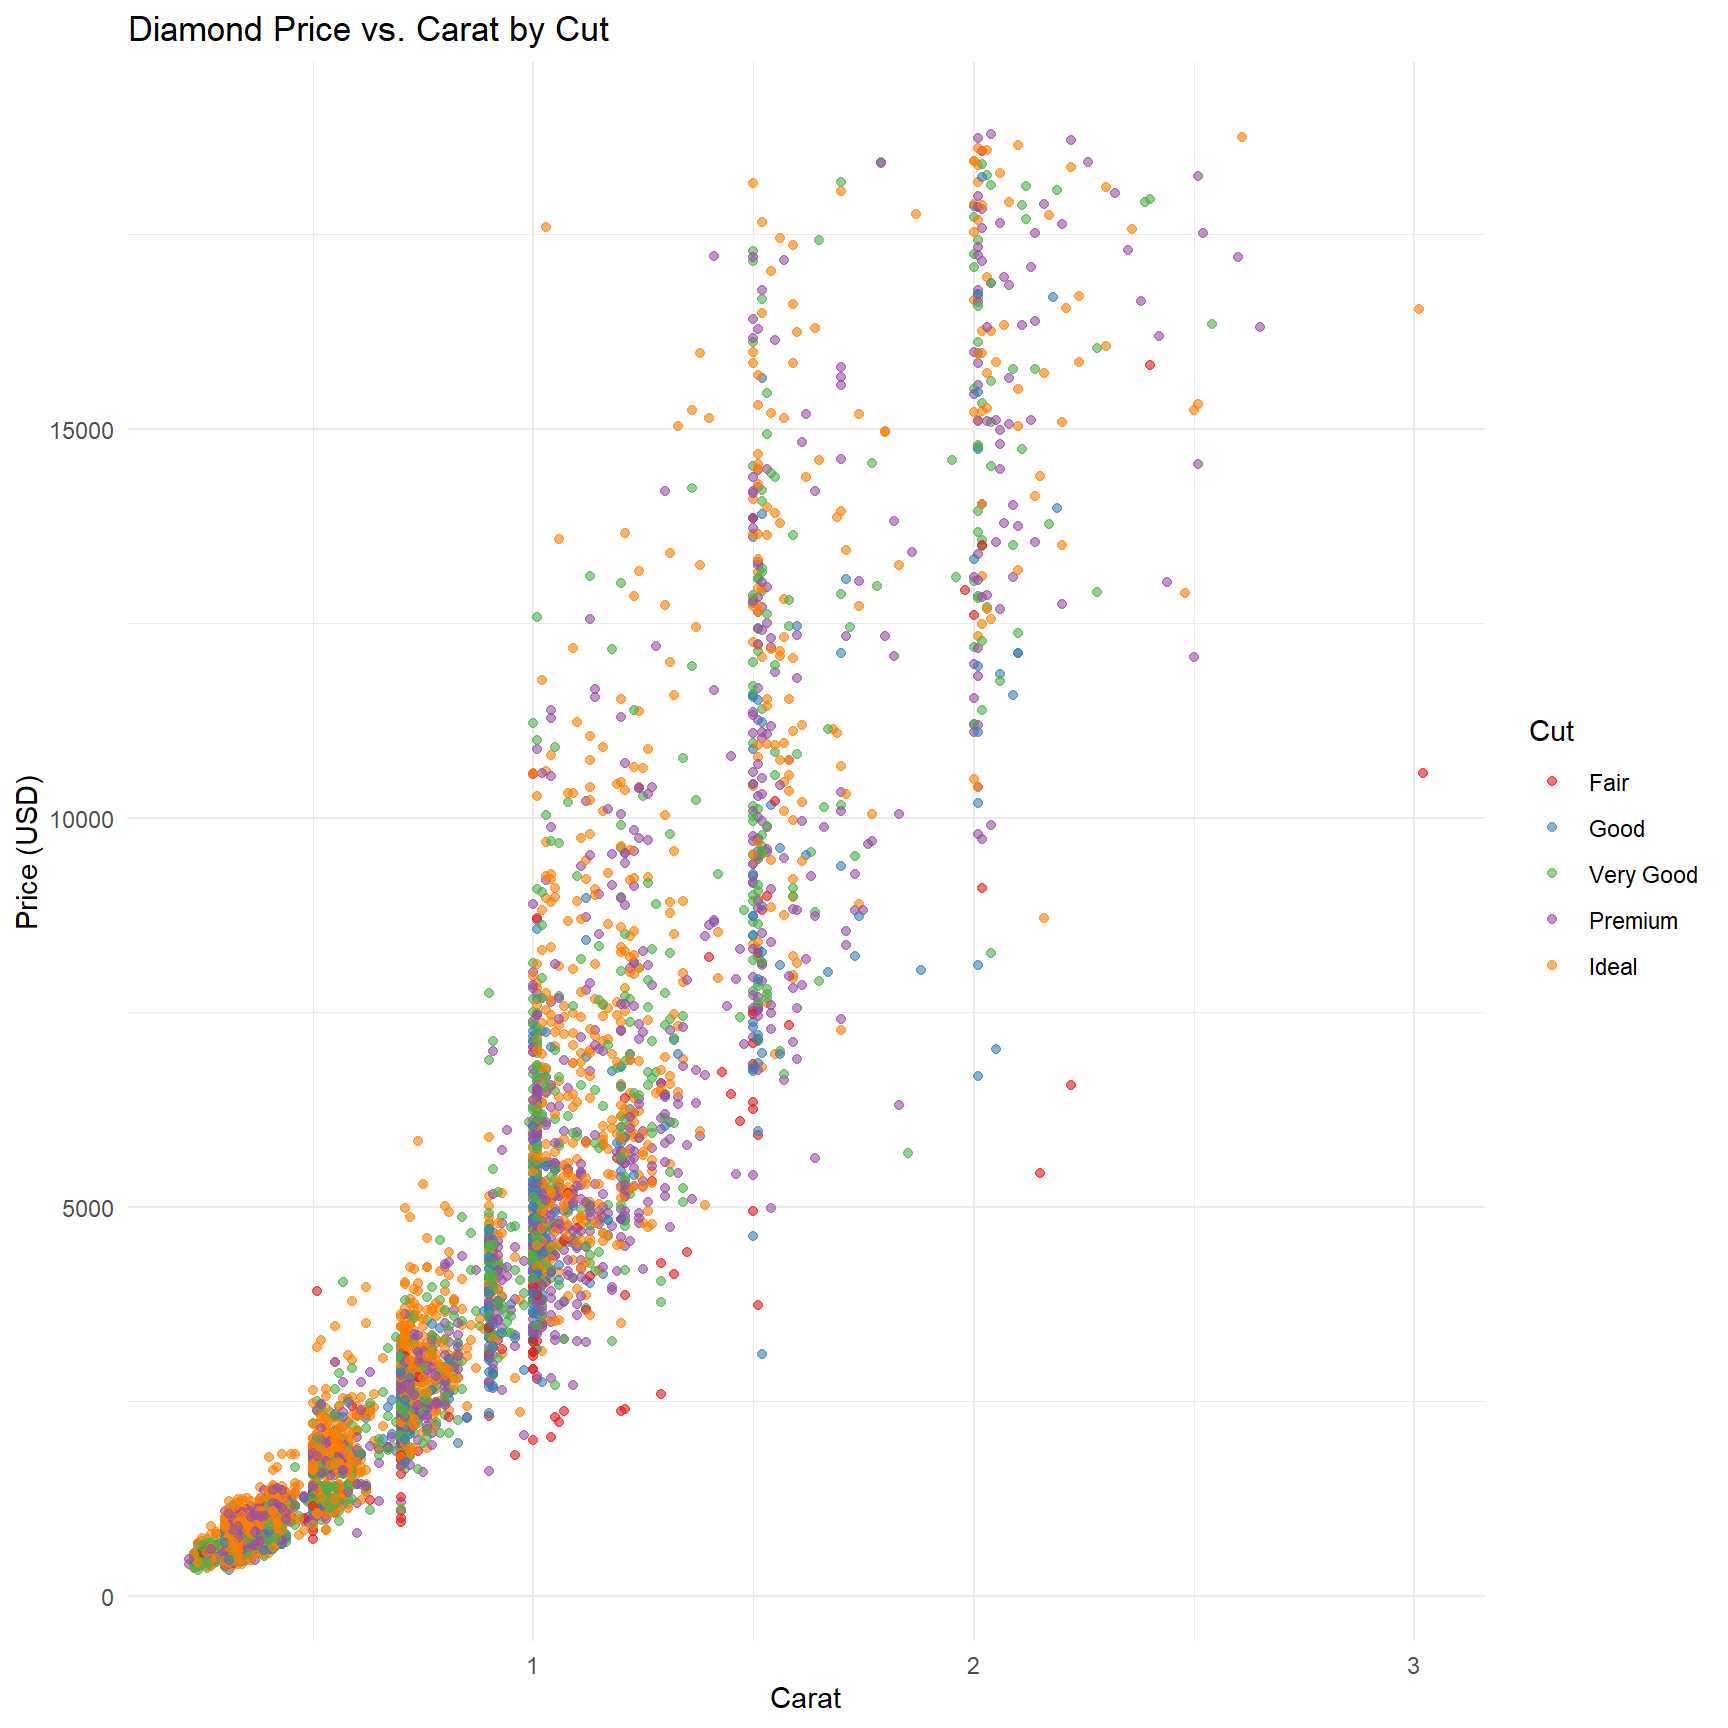 Diamond Price vs. Carat by Cut
15000
10000
5000
0
Price (USD)
1
2
3
Carat
Cut
Fair
Good
Very Good
Premium
Ideal